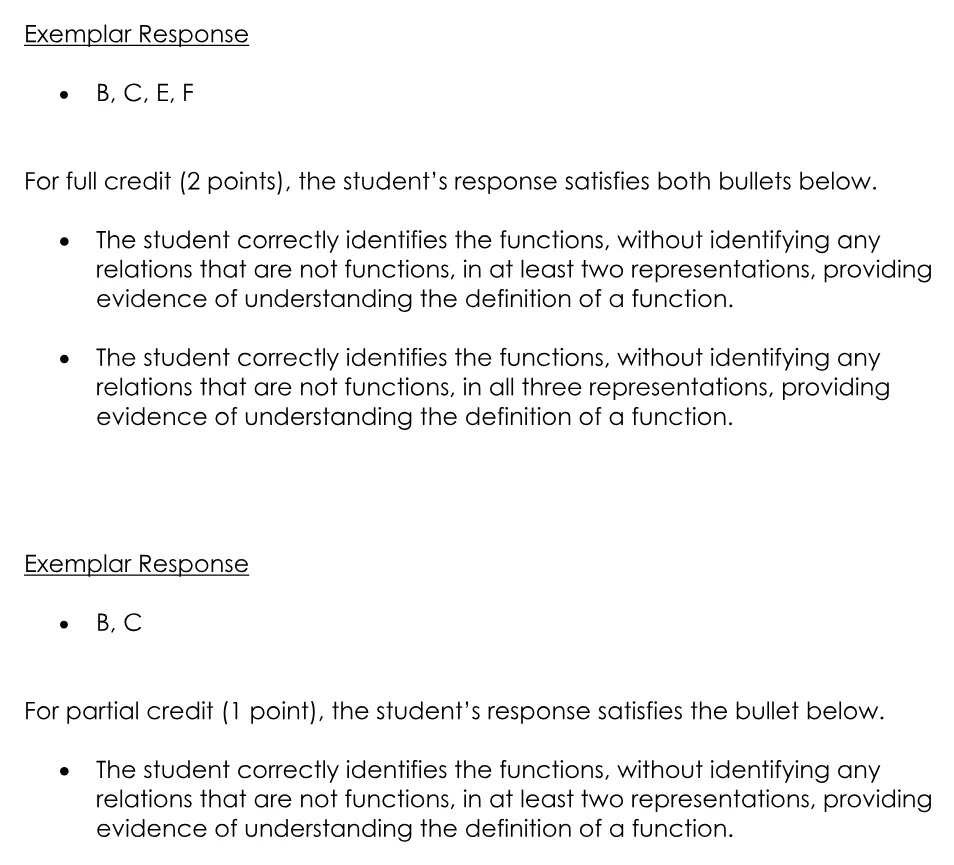 Exemplar Response
• B, C, E, F
For full credit (2 points), the student’s response satisfies both bullets below.
• The student correctly identifies the functions, without identifying any
relations that are not functions, in at least two representations, providing
evidence of understanding the definition of a function.
• The student correctly identifies the functions, without identifying any
relations that are not functions, in all three representations, providing
evidence of understanding the definition of a function.
Exemplar Response
• B, C
For partial credit (1 point), the student’s response satisfies the bullet below.
• The student correctly identifies the functions, without identifying any
relations that are not functions, in at least two representations, providing
evidence of understanding the definition of a function.